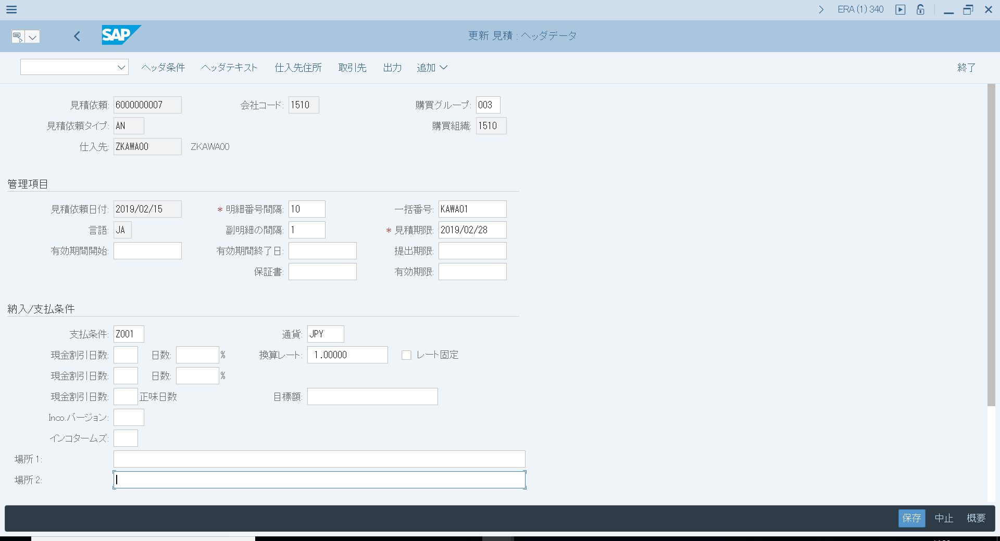 ERA (1) 340
SAP
更新 見積 : ヘッダデータ
ヘッダ条件 ヘッダテキスト 仕入先住所 取引先 出力 追加 終了
見積依頼: 6000000007 会社コード: 1510 購買グループ: 003
見積依頼タイプ: AN 購買組織: 1510
仕入先: ZKAWA00 ZKAWA00
管理項目
見積依頼日付: 2019/02/15 * 明細番号間隔: 10 一括番号: KAWA01
言語: JA 副明細の間隔: 1 * 見積期限: 2019/02/28
有効期間開始: 有効期間終了日: 提出期限:
保証書: 有効期限:
納入/支払条件
支払条件: Z001 通貨: JPY
現金割引日数: 日数: % 換算レート: 1.00000 レート固定
現金割引日数: 日数: %
現金割引日数: 正味日数 目標額:
Inco.バージョン:
インコタームズ:
場所 1:
場所 2:
保存 中止 概要